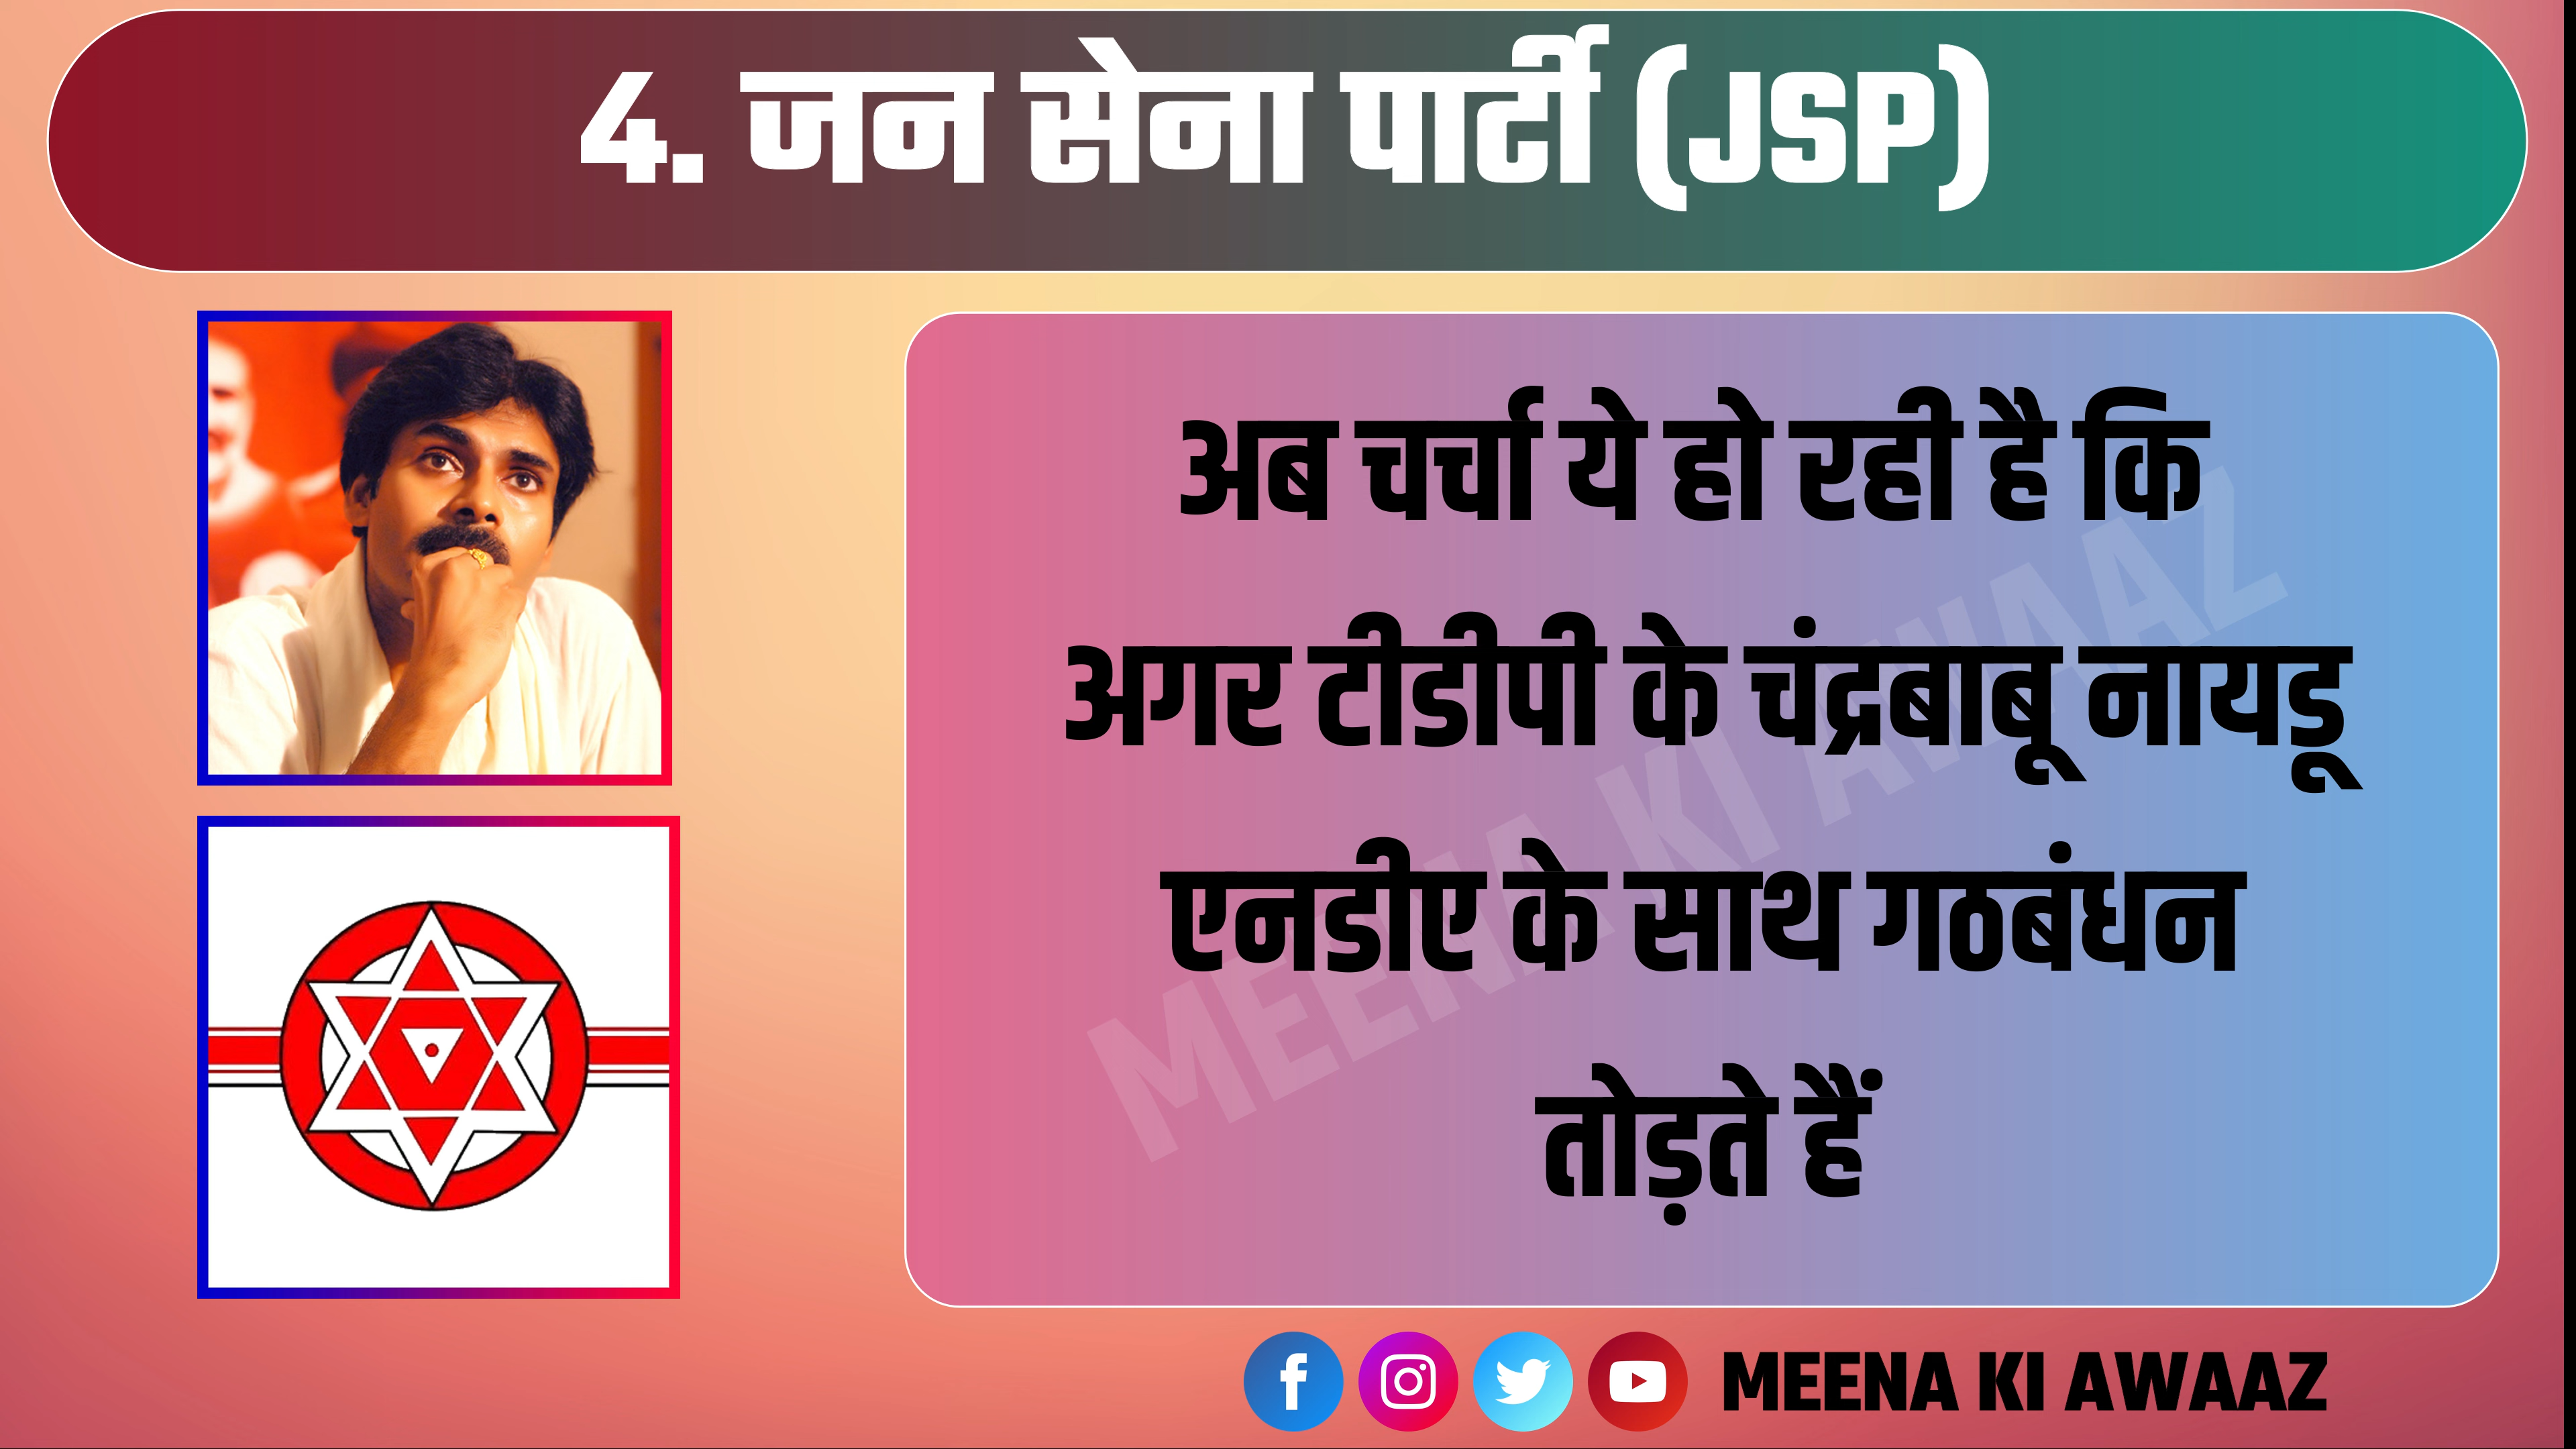 4. जन सेना पार्टी (JSP)
अब चर्चा ये हो रही है कि
अगर टीडीपी के चंद्रबाबू नायडू
एनडीए के साथ गठबंधन
तोड़ते हैं
MEENA KI AWAAZ
MEENA KI AWAAZ